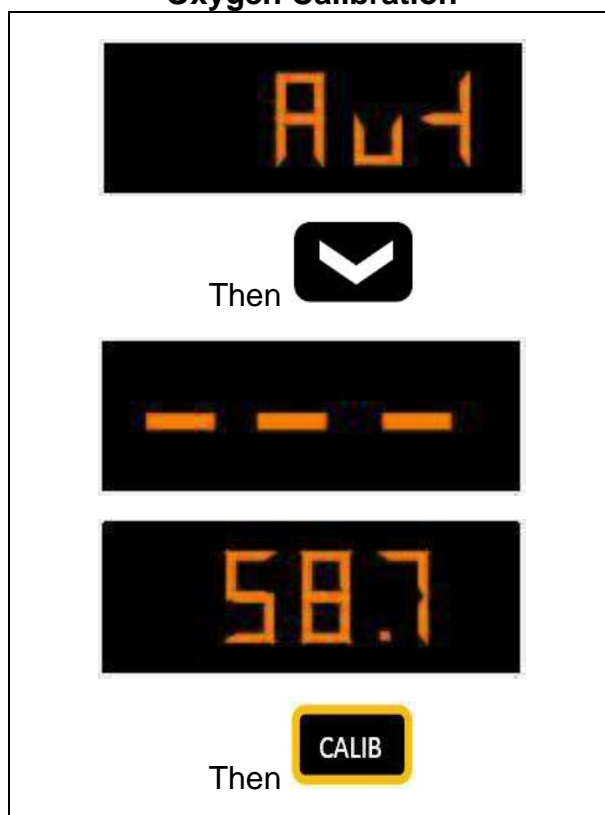 Oxygen Calibration
Aut
Then
---
58.7
CALIB
Then